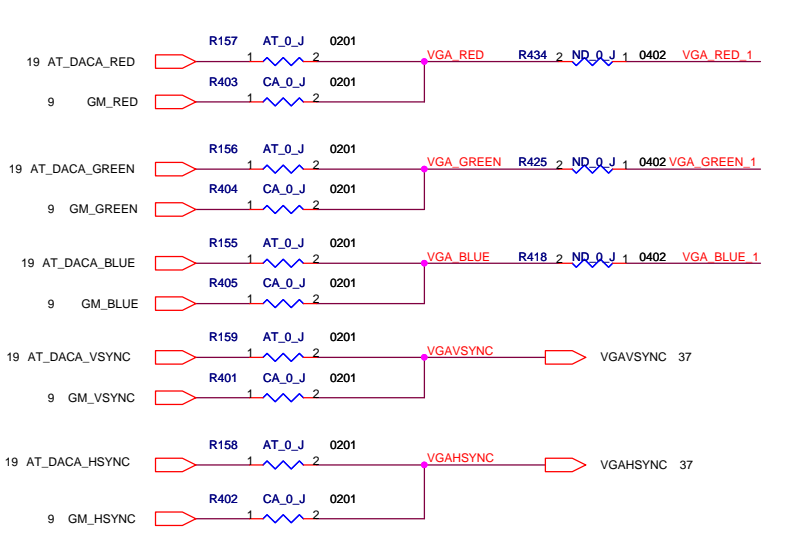 R157 AT_0_J 0201
19 AT_DACA_RED 1 2 VGA_RED R434 2 ND_0_J 1 0402 VGA_RED_1
R403 CA_0_J 0201
9 GM_RED 1 2
R156 AT_0_J 0201
19 AT_DACA_GREEN 1 2 VGA_GREEN R425 2 ND_0_J 1 0402 VGA_GREEN_1
R404 CA_0_J 0201
9 GM_GREEN 1 2
R155 AT_0_J 0201
19 AT_DACA_BLUE 1 2 VGA_BLUE R418 2 ND_0_J 1 0402 VGA_BLUE_1
R405 CA_0_J 0201
9 GM_BLUE 1 2
R159 AT_0_J 0201
19 AT_DACA_VSYNC 1 2 VGAVSYNC VGAVSYNC 37
R401 CA_0_J 0201
9 GM_VSYNC 1 2
R158 AT_0_J 0201
19 AT_DACA_HSYNC 1 2 VGAHSYNC VGAHSYNC 37
R402 CA_0_J 0201
9 GM_HSYNC 1 2